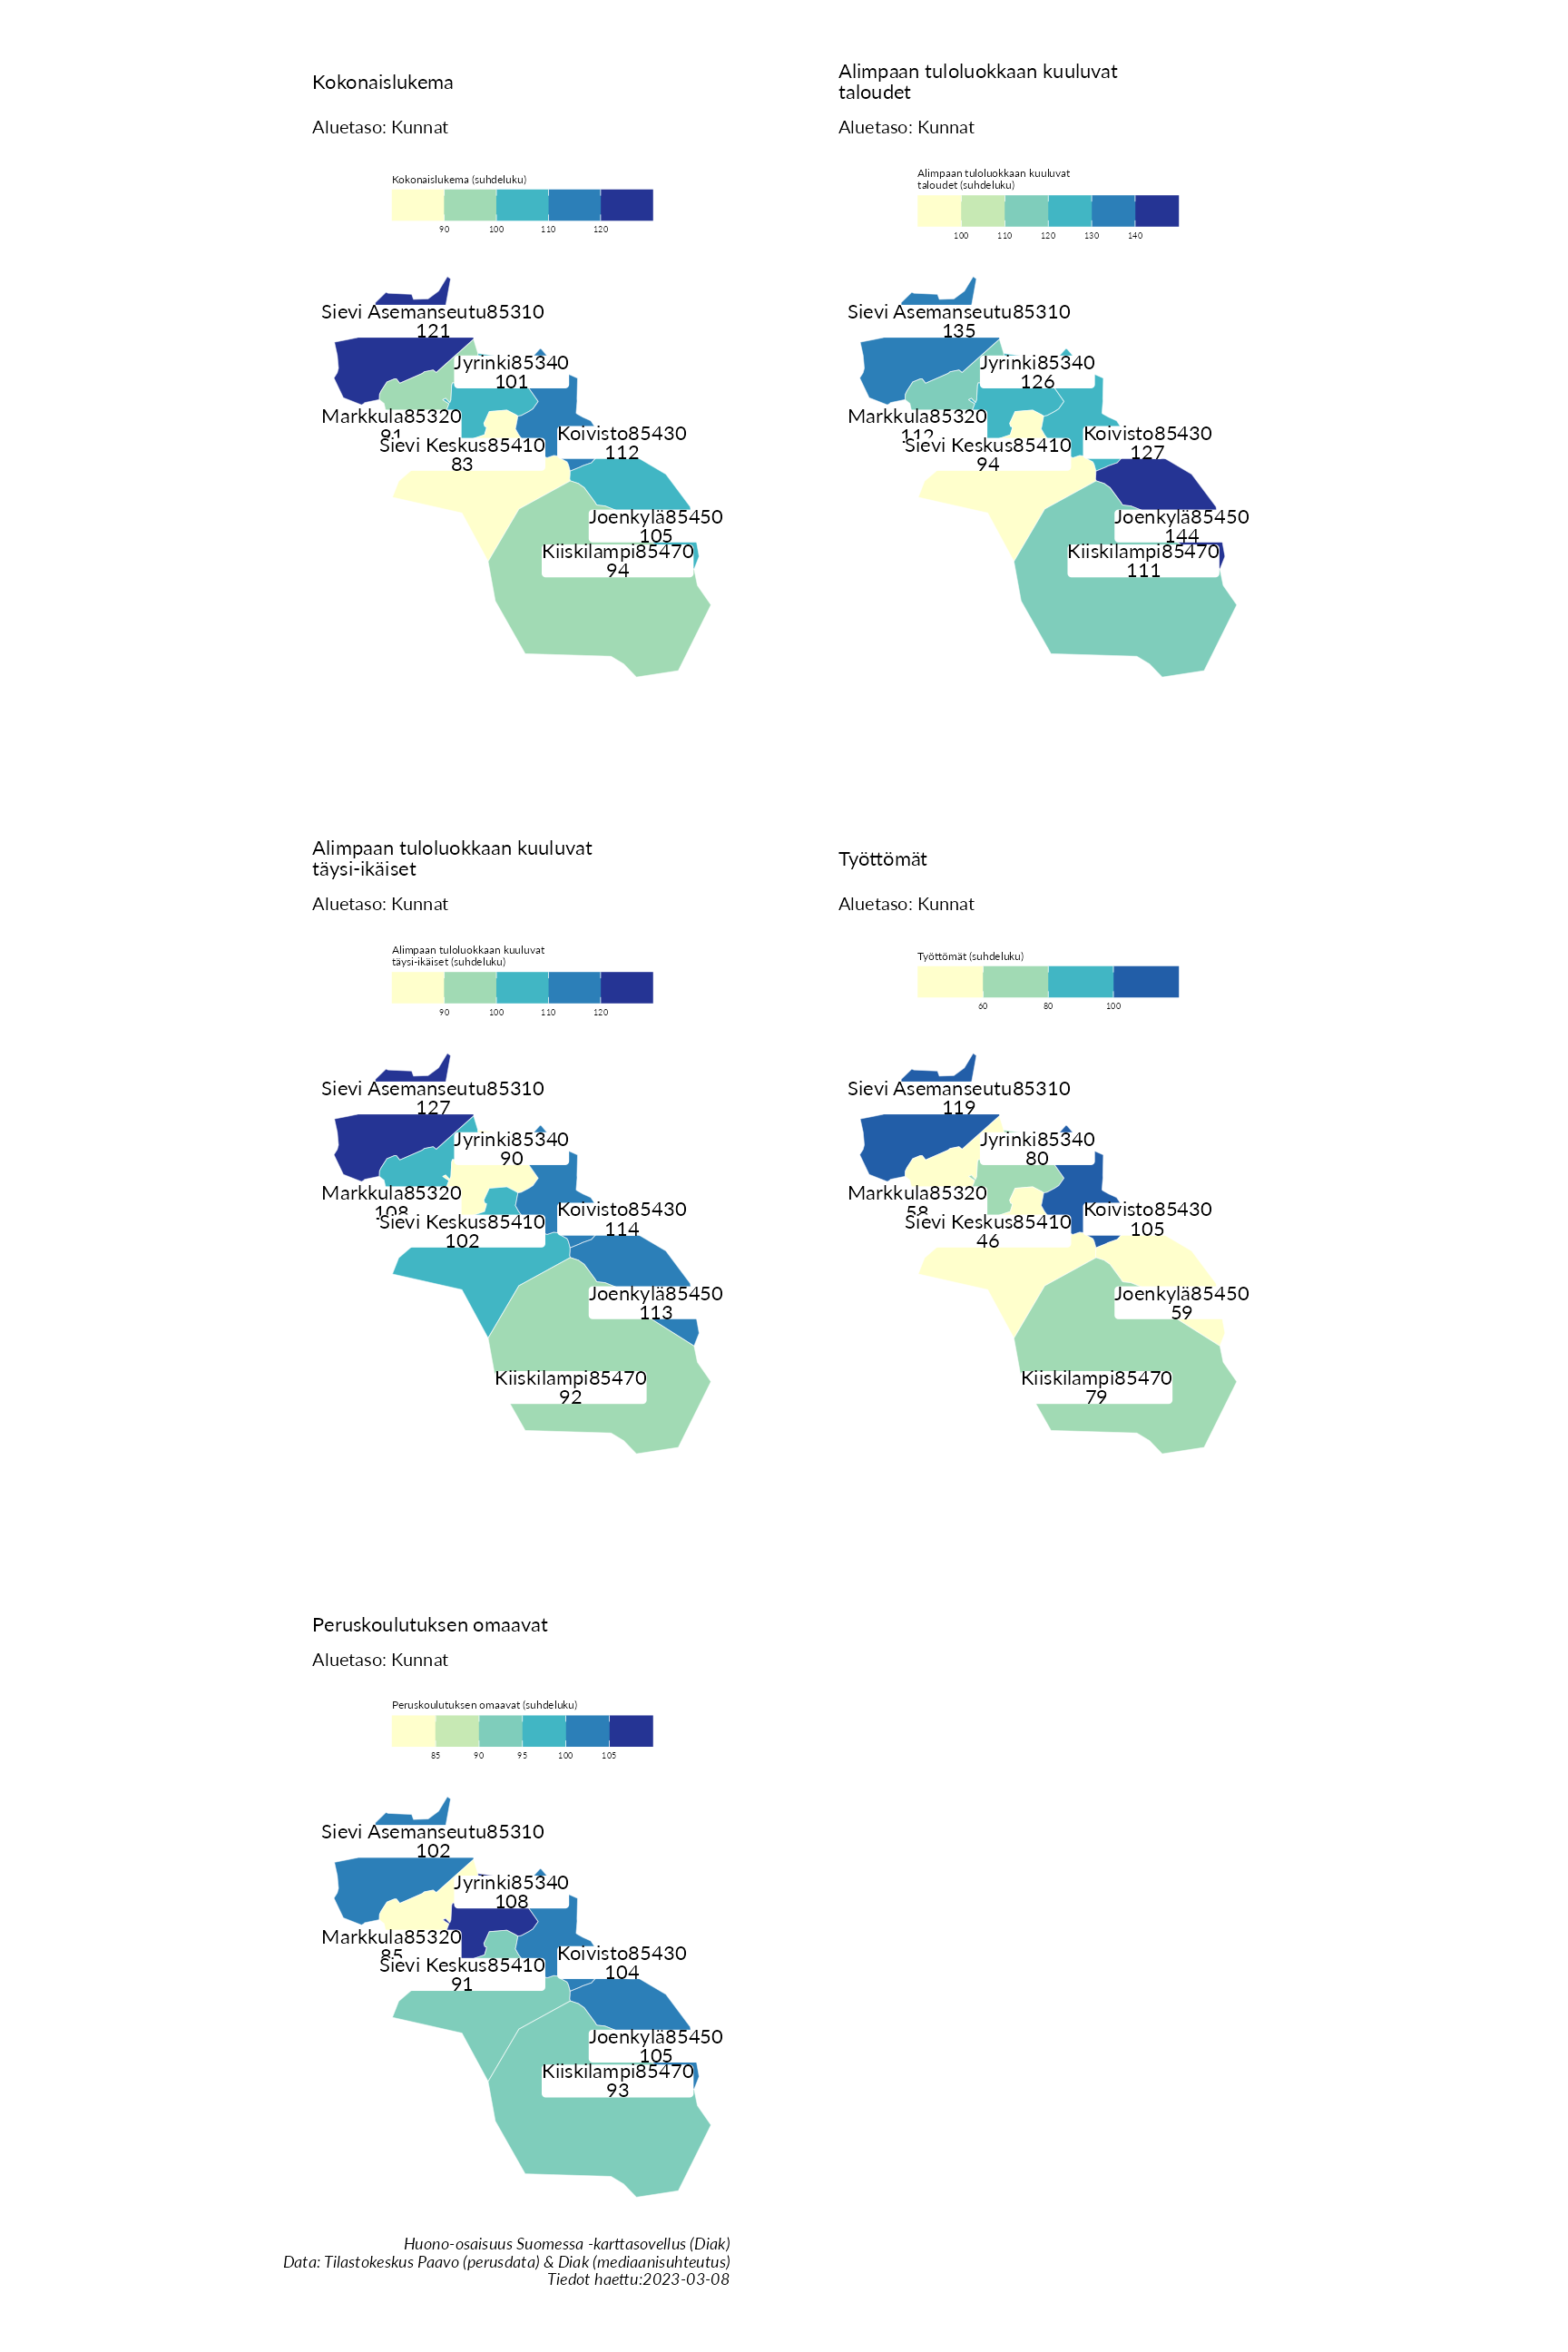 Kokonaislukema
Aluetaso: Kunnat
Kokonaislukema (suhdeluku)
90 100 110 120
Sievi Asemanseutu85310
121
Jyrinki85340
101
Markkula85320
91
Sievi Keskus85410
83
Koivisto85430
112
Joenkylä85450
105
Kiiskilampi85470
94
Alimpaan tuloluokkaan kuuluvat
taloudet
Aluetaso: Kunnat
Alimpaan tuloluokkaan kuuluvat
taloudet (suhdeluku)
100 110 120 130 140
Sievi Asemanseutu85310
135
Jyrinki85340
126
Markkula85320
112
Sievi Keskus85410
94
Koivisto85430
127
Joenkylä85450
144
Kiiskilampi85470
111
Alimpaan tuloluokkaan kuuluvat
täysi-ikäiset
Aluetaso: Kunnat
Alimpaan tuloluokkaan kuuluvat
täysi-ikäiset (suhdeluku)
90 100 110 120
Sievi Asemanseutu85310
127
Jyrinki85340
90
Markkula85320
108
Sievi Keskus85410
102
Koivisto85430
114
Joenkylä85450
113
Kiiskilampi85470
92
Työttömät
Aluetaso: Kunnat
Työttömät (suhdeluku)
60 80 100
Sievi Asemanseutu85310
119
Jyrinki85340
80
Markkula85320
58
Sievi Keskus85410
46
Koivisto85430
105
Joenkylä85450
59
Kiiskilampi85470
79
Peruskoulutuksen omaavat
Aluetaso: Kunnat
Peruskoulutuksen omaavat (suhdeluku)
85 90 95 100 105
Sievi Asemanseutu85310
102
Jyrinki85340
108
Markkula85320
85
Sievi Keskus85410
91
Koivisto85430
104
Joenkylä85450
105
Kiiskilampi85470
93
Huono-osaisuus Suomessa -karttasovellus (Diak)
Data: Tilastokeskus Paavo (perusdata) & Diak (mediaanisuhteutus)
Tiedot haettu:2023-03-08